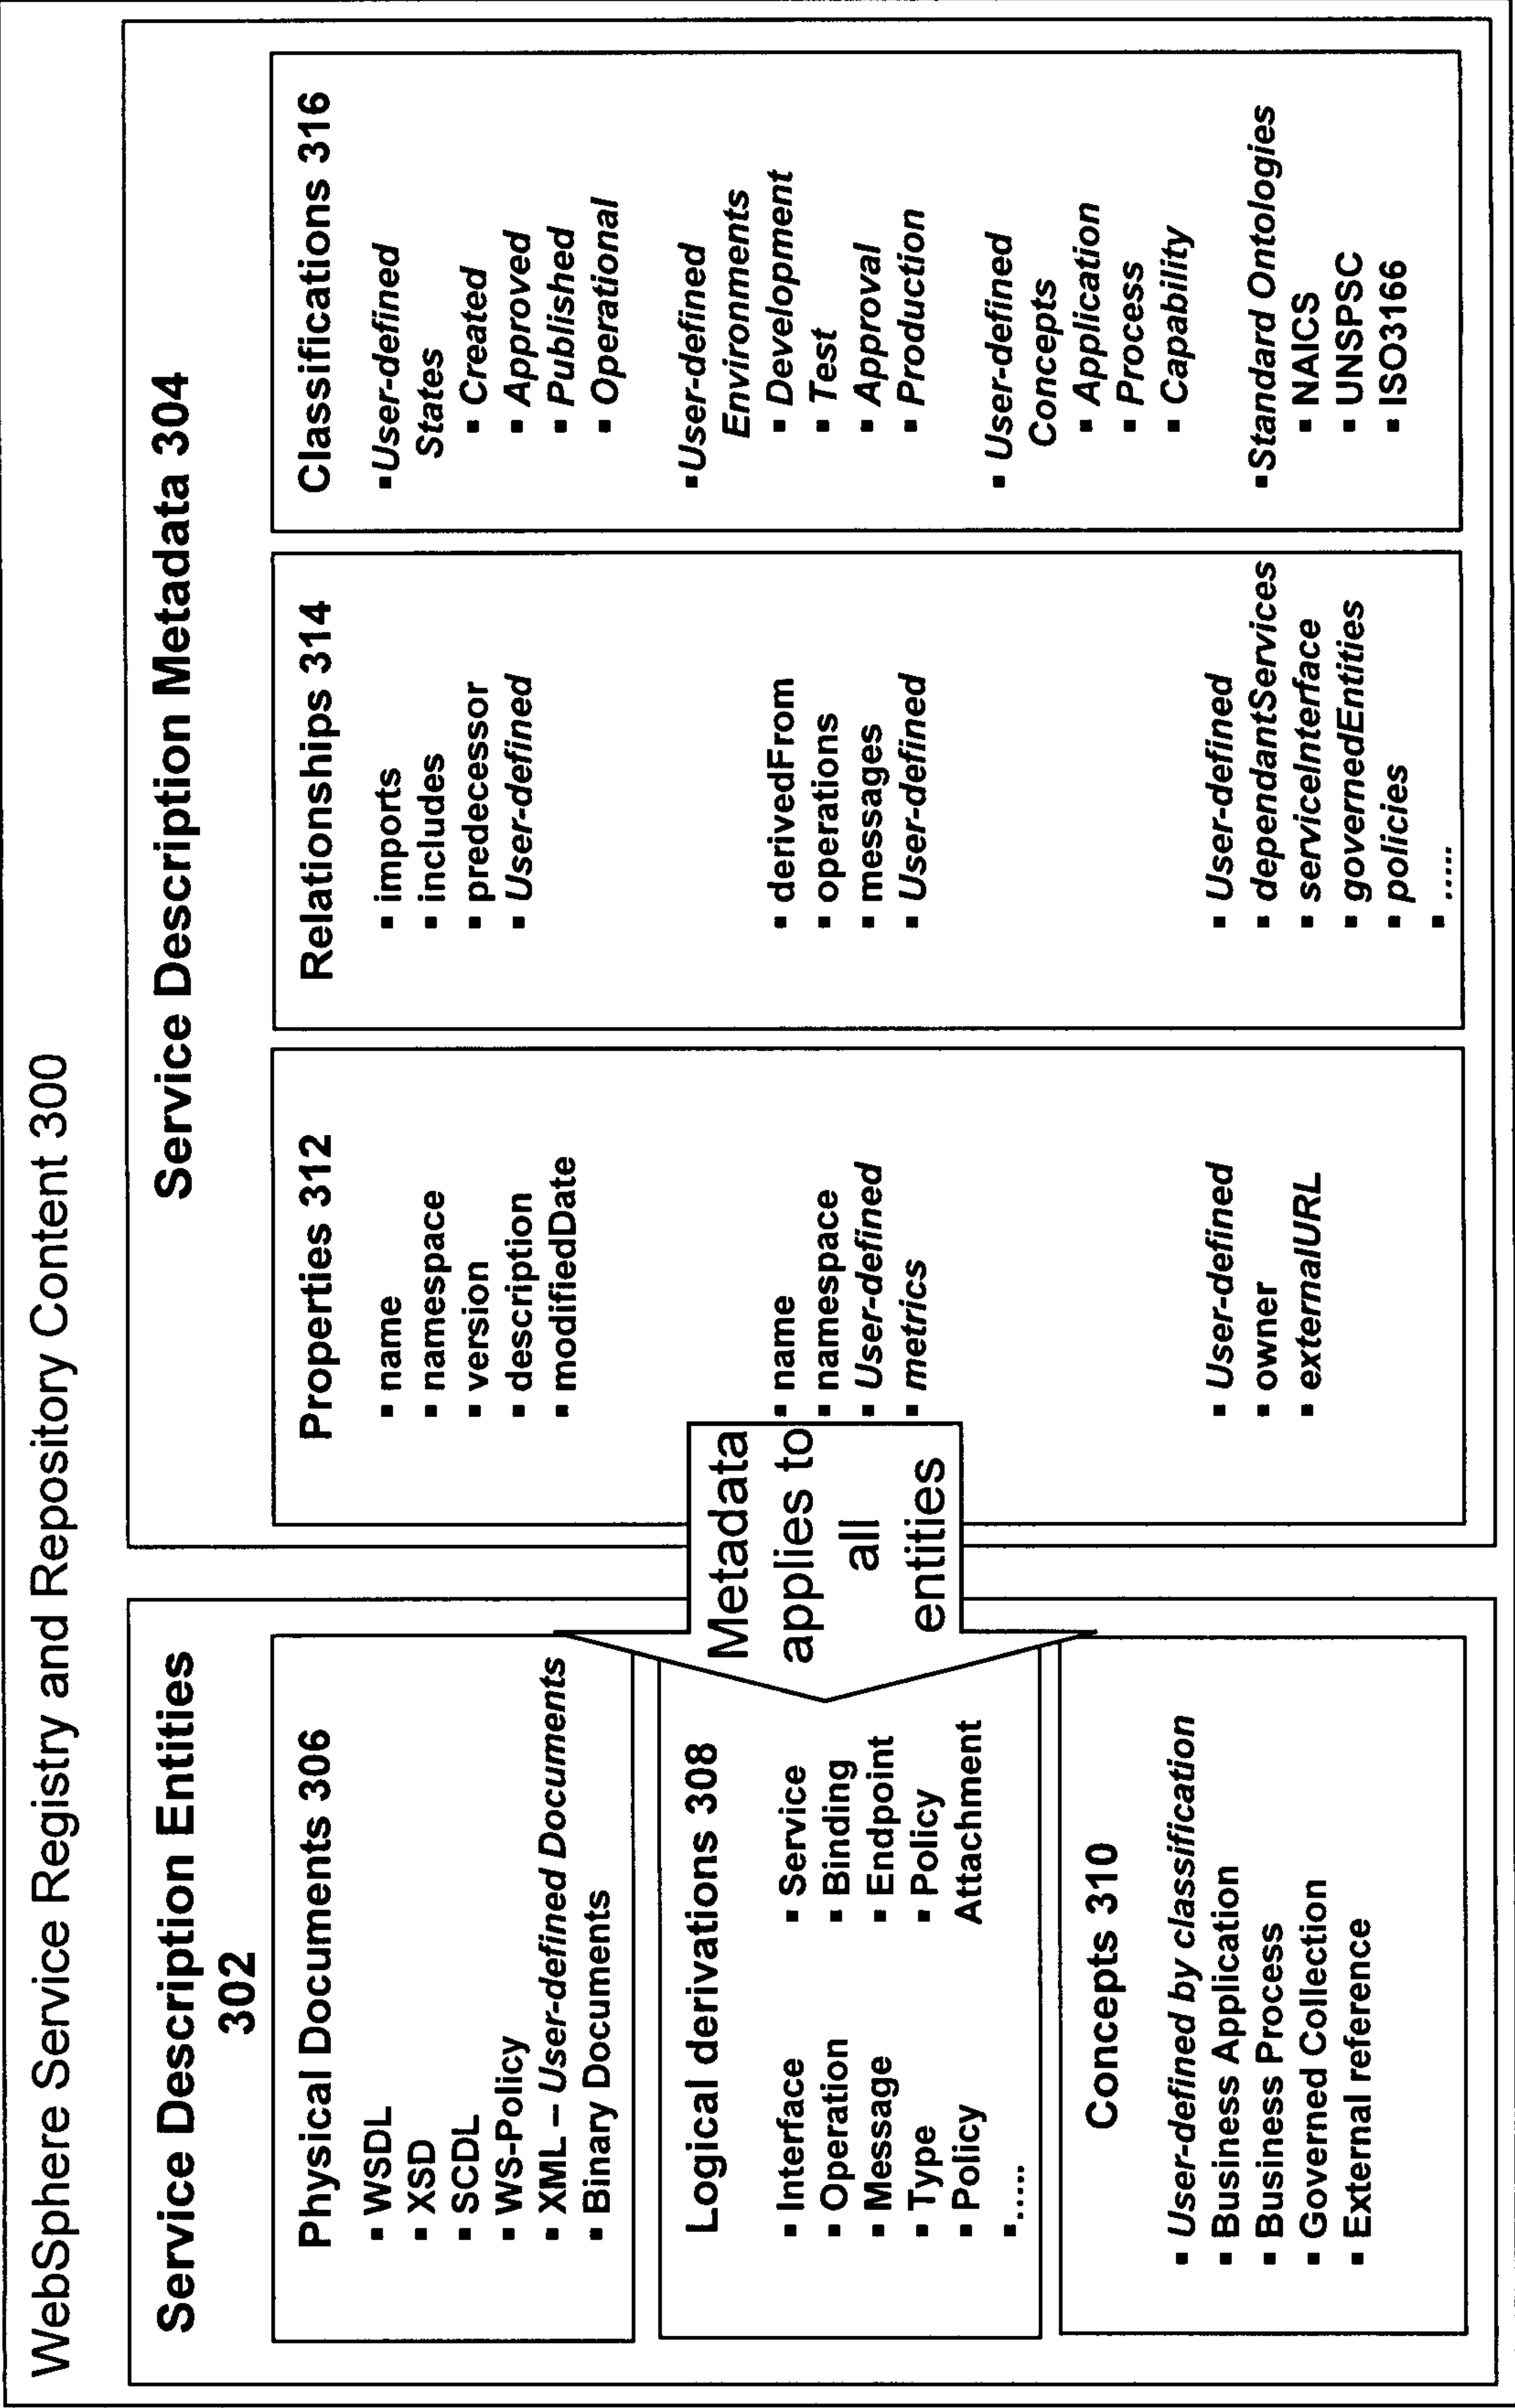 WebSphere Service Registry and Repository Content 300
Service Description Entities
302
Physical Documents 306
▪ WSDL
▪ XSD
▪ SCDL
▪ WS-Policy
▪ XML – User-defined Documents
▪ Binary Documents
Logical derivations 308
▪ Interface
▪ Operation
▪ Message
▪ Type
▪ Policy
▪.....
▪ Service
▪ Binding
▪ Endpoint
▪ Policy
Attachment
Concepts 310
▪ User-defined by classification
▪ Business Application
▪ Business Process
▪ Governed Collection
▪ External reference
Metadata
applies to
all
entities
Service Description Metadata 304
Properties 312
▪ name
▪ namespace
▪ version
▪ description
▪ modifiedDate
▪ name
▪ namespace
▪ User-defined
▪ metrics
▪ User-defined
▪ owner
▪ externalURL
Relationships 314
▪ imports
▪ includes
▪ predecessor
▪ User-defined
▪ derivedFrom
▪ operations
▪ messages
▪ User-defined
▪ User-defined
▪ dependantServices
▪ serviceInterface
▪ governedEntities
▪ policies
▪ .....
Classifications 316
▪User-defined
States
▪ Created
▪ Approved
▪ Published
▪ Operational
▪User-defined
Environments
▪ Development
▪ Test
▪ Approval
▪ Production
▪ User-defined
Concepts
▪ Application
▪ Process
▪ Capability
▪Standard Ontologies
▪ NAICS
▪ UNSPSC
▪ ISO3166